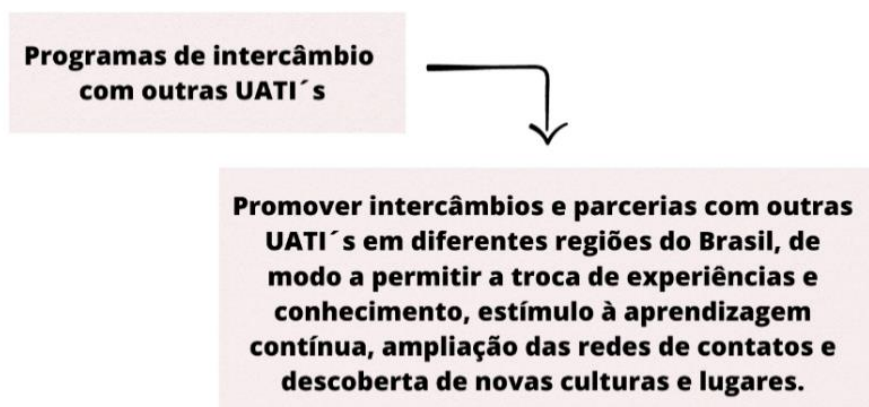 Programas de intercâmbio
com outras UATI´s
Promover intercâmbios e parcerias com outras
UATI´s em diferentes regiões do Brasil, de
modo a permitir a troca de experiências e
conhecimento, estímulo à aprendizagem
contínua, ampliação das redes de contatos e
descoberta de novas culturas e lugares.